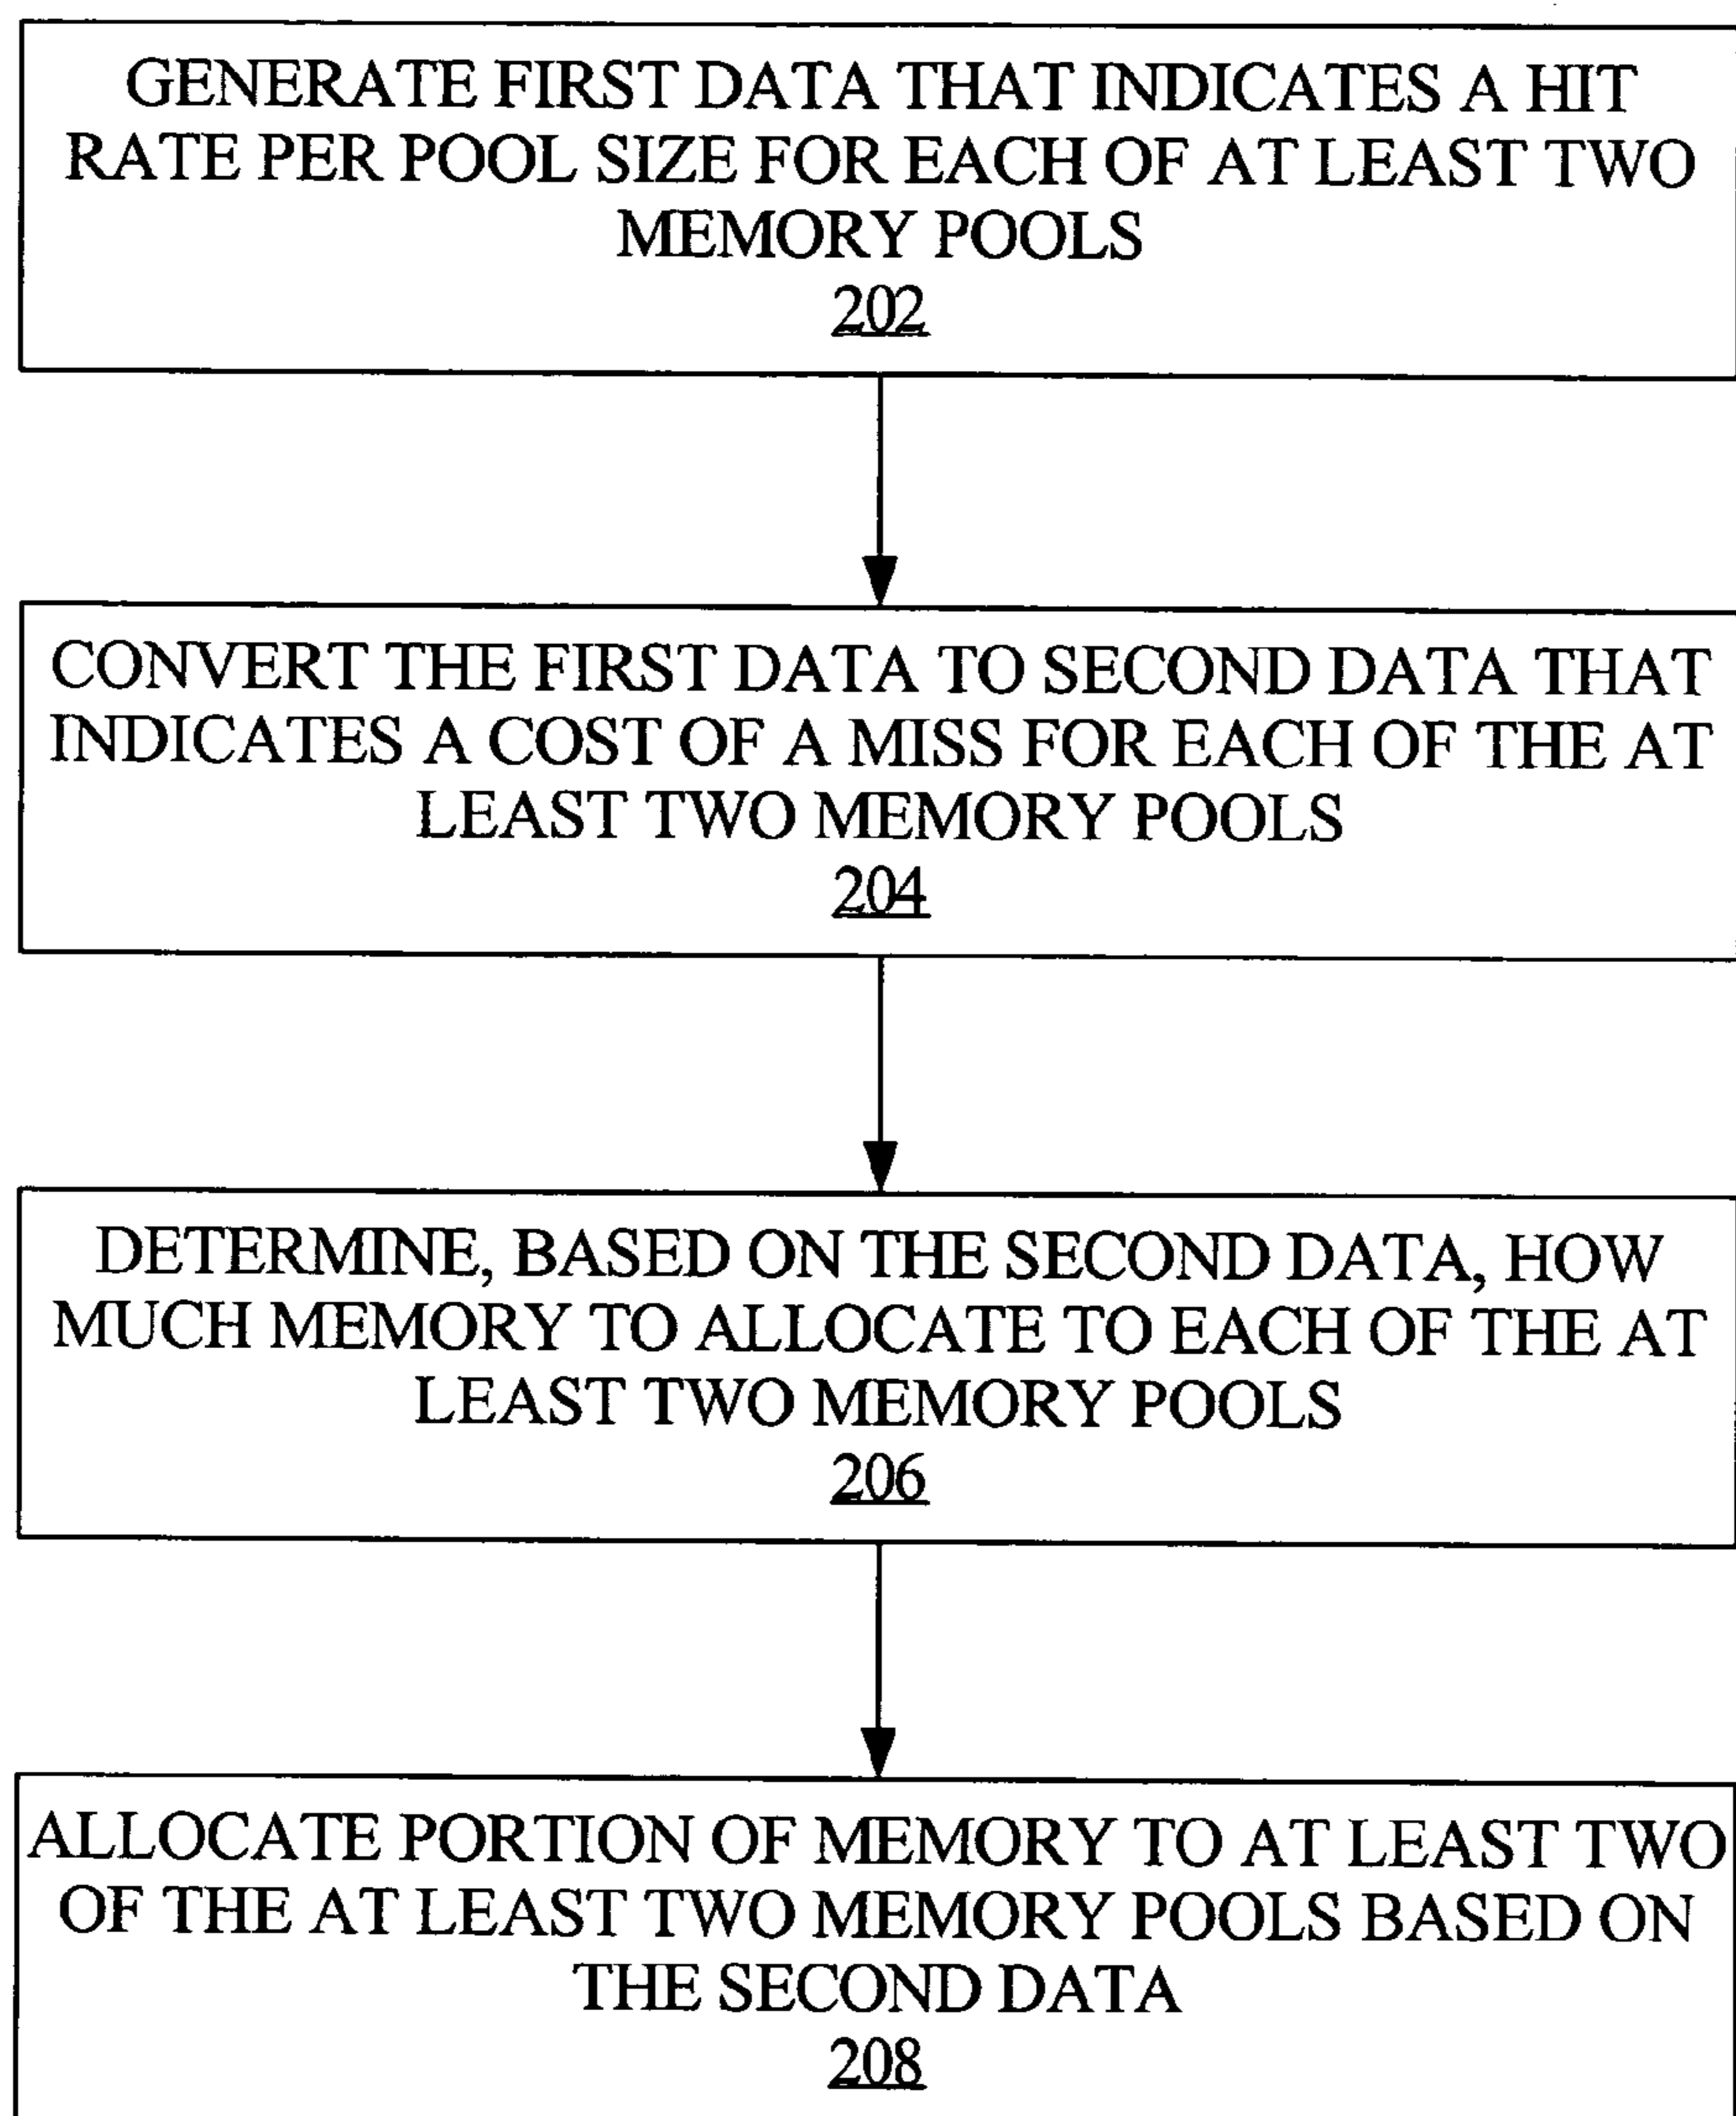 GENERATE FIRST DATA THAT INDICATES A HIT
RATE PER POOL SIZE FOR EACH OF AT LEAST TWO
MEMORY POOLS
202
CONVERT THE FIRST DATA TO SECOND DATA THAT
INDICATES A COST OF A MISS FOR EACH OF THE AT
LEAST TWO MEMORY POOLS
204
DETERMINE, BASED ON THE SECOND DATA, HOW
MUCH MEMORY TO ALLOCATE TO EACH OF THE AT
LEAST TWO MEMORY POOLS
206
ALLOCATE PORTION OF MEMORY TO AT LEAST TWO
OF THE AT LEAST TWO MEMORY POOLS BASED ON
THE SECOND DATA
208